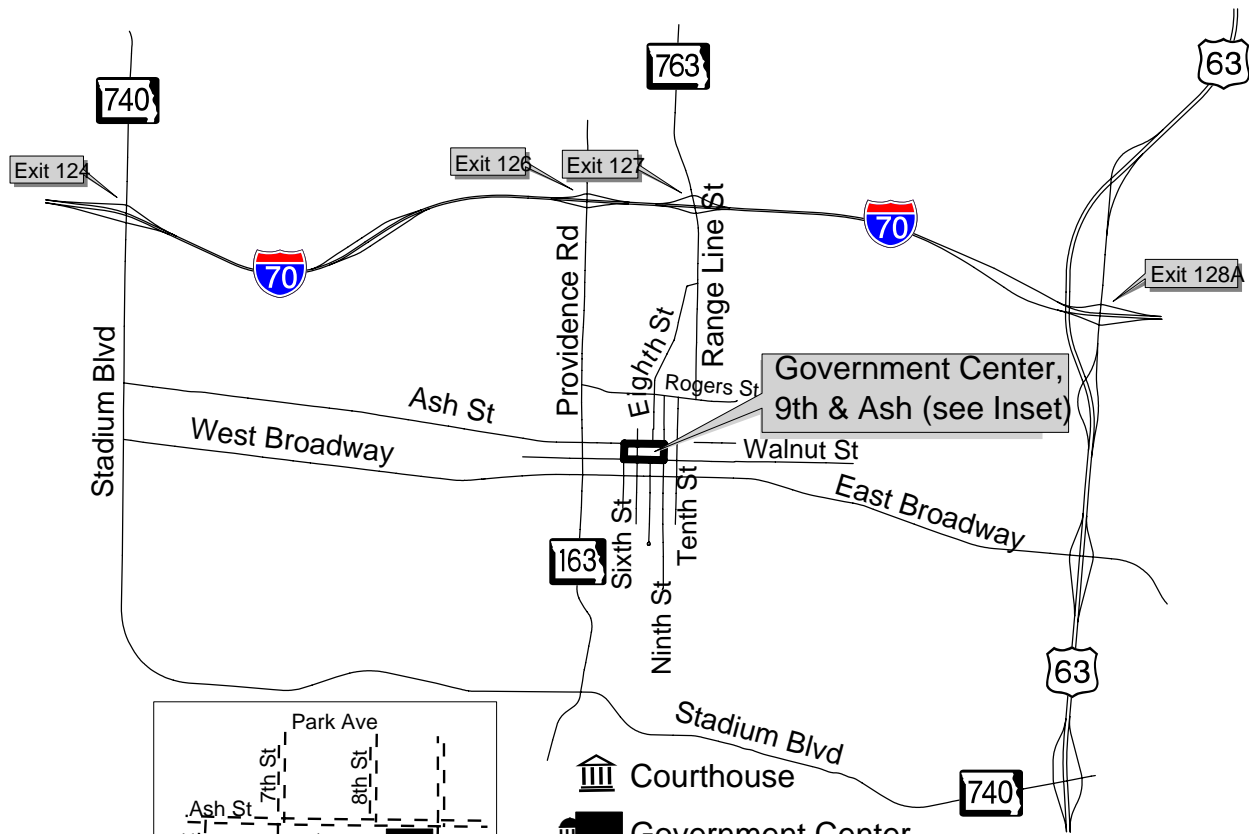 63
763
740
Exit 124
Exit 126
Exit 127
70
70
Exit 128A
Range Line St
Providence Rd
Eighth St
Stadium Blvd
Government Center,
9th & Ash (see Inset)
Rogers St
Ash St
West Broadway
Walnut St
East Broadway
Sixth St
Tenth St
163
Ninth St
63
Stadium Blvd
740
Park Ave
7th St
8th St
Ash St
Courthouse
Government Center